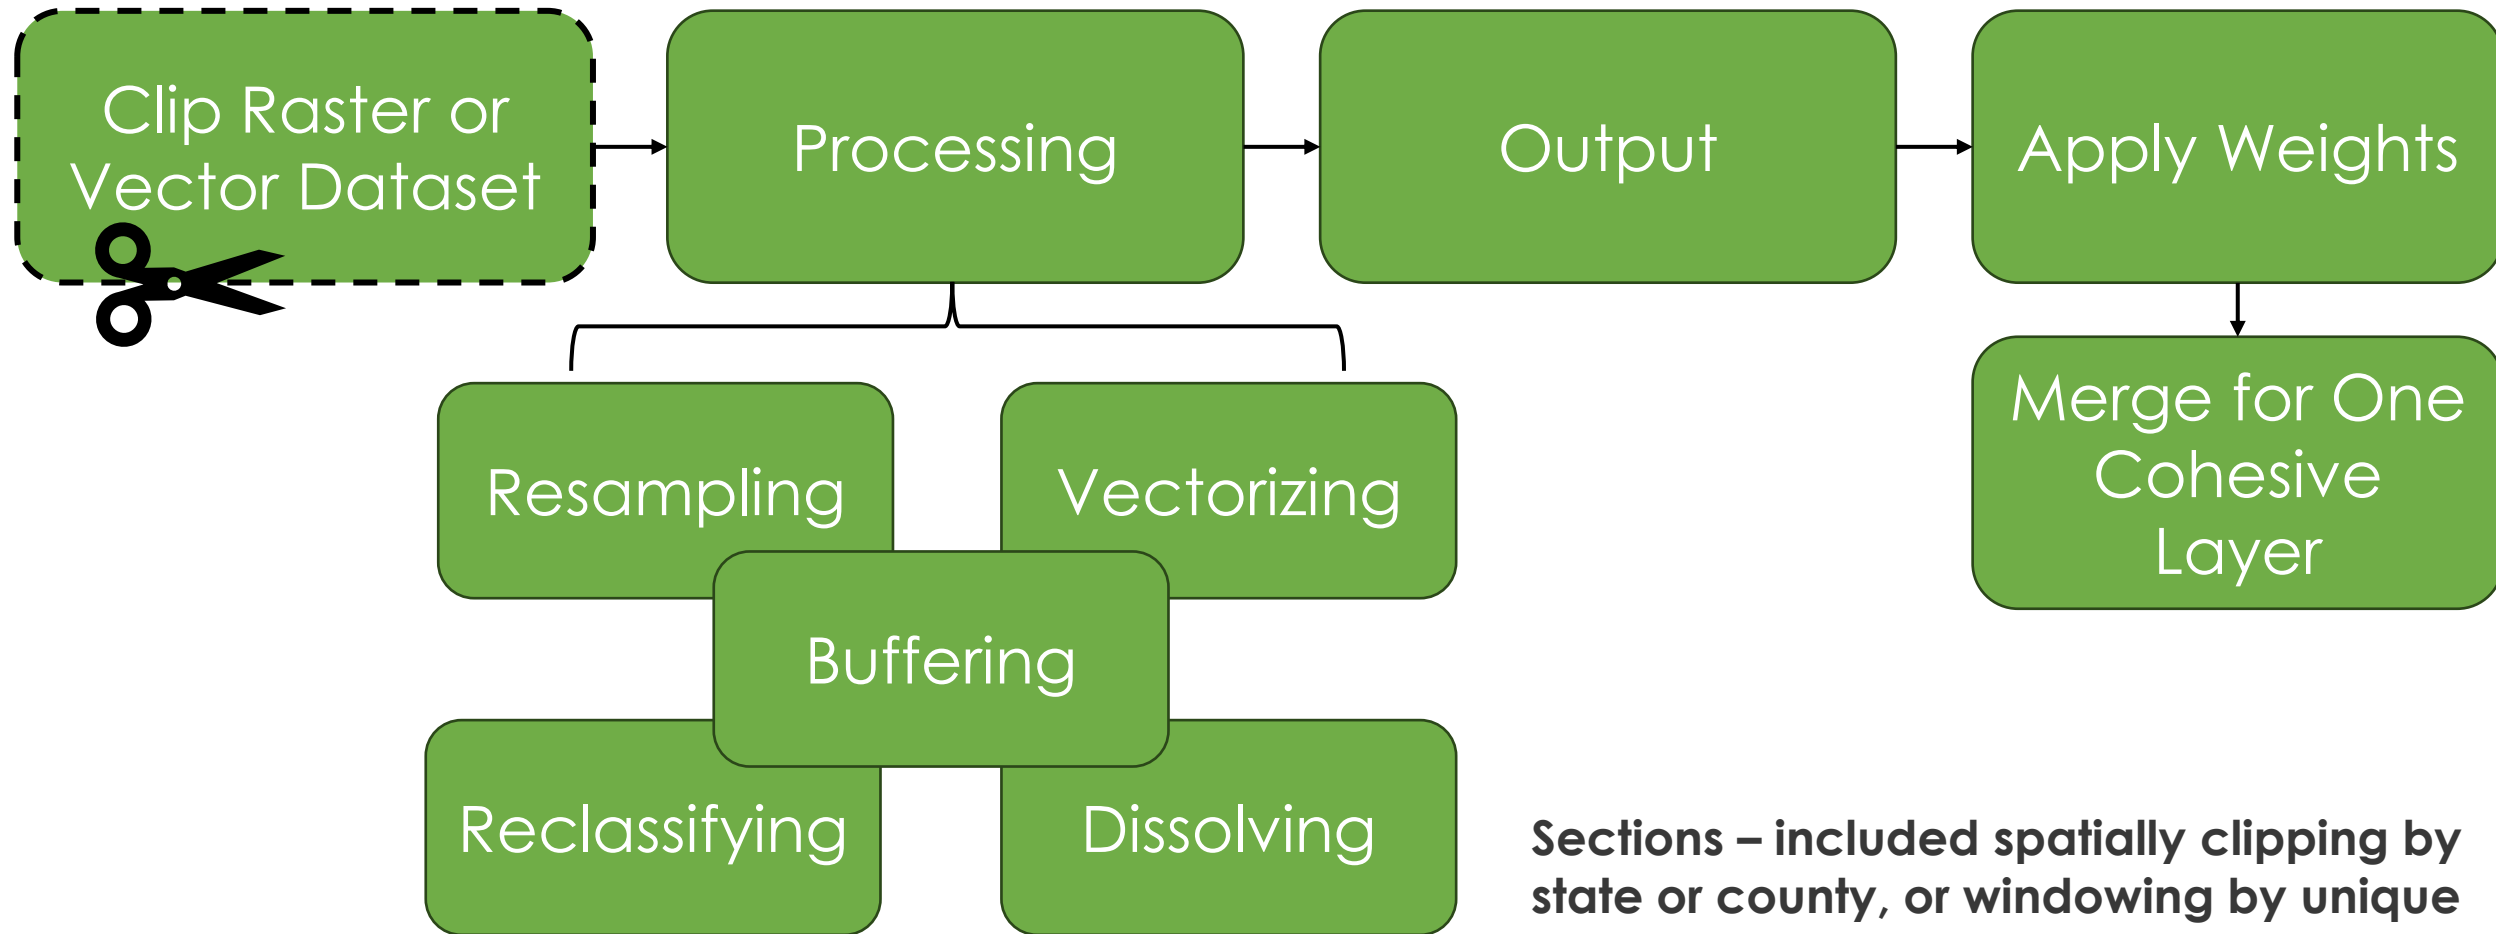 Clip Raster or
Vector Dataset
Processing
Output
Apply Weights
Resampling
Vectorizing
Buffering
Reclassifying
Disolving
Merge for One
Cohesive
Layer
Sections – included spatially clipping by
state or county, or windowing by unique